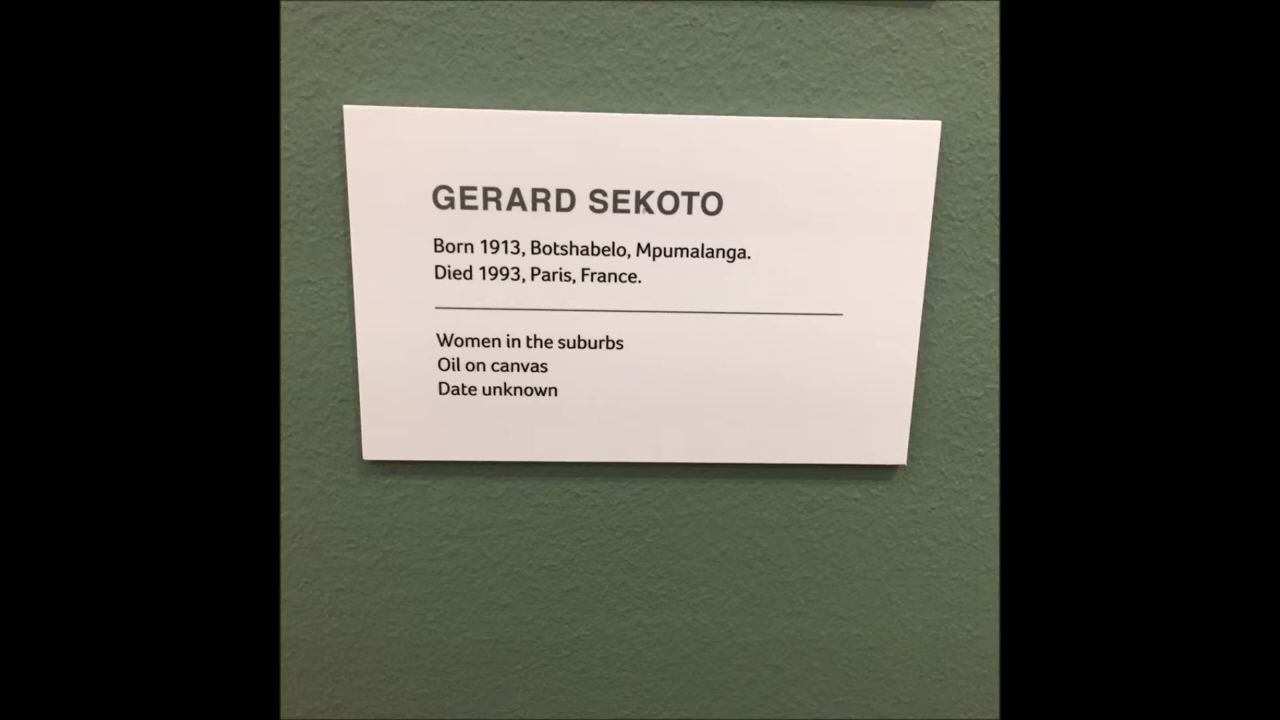 GERARD SEKOTO
Born 1913, Botshabelo, Mpumalanga.
Died 1993, Paris, France.
Women in the suburbs
Oil on canvas
Date unknown